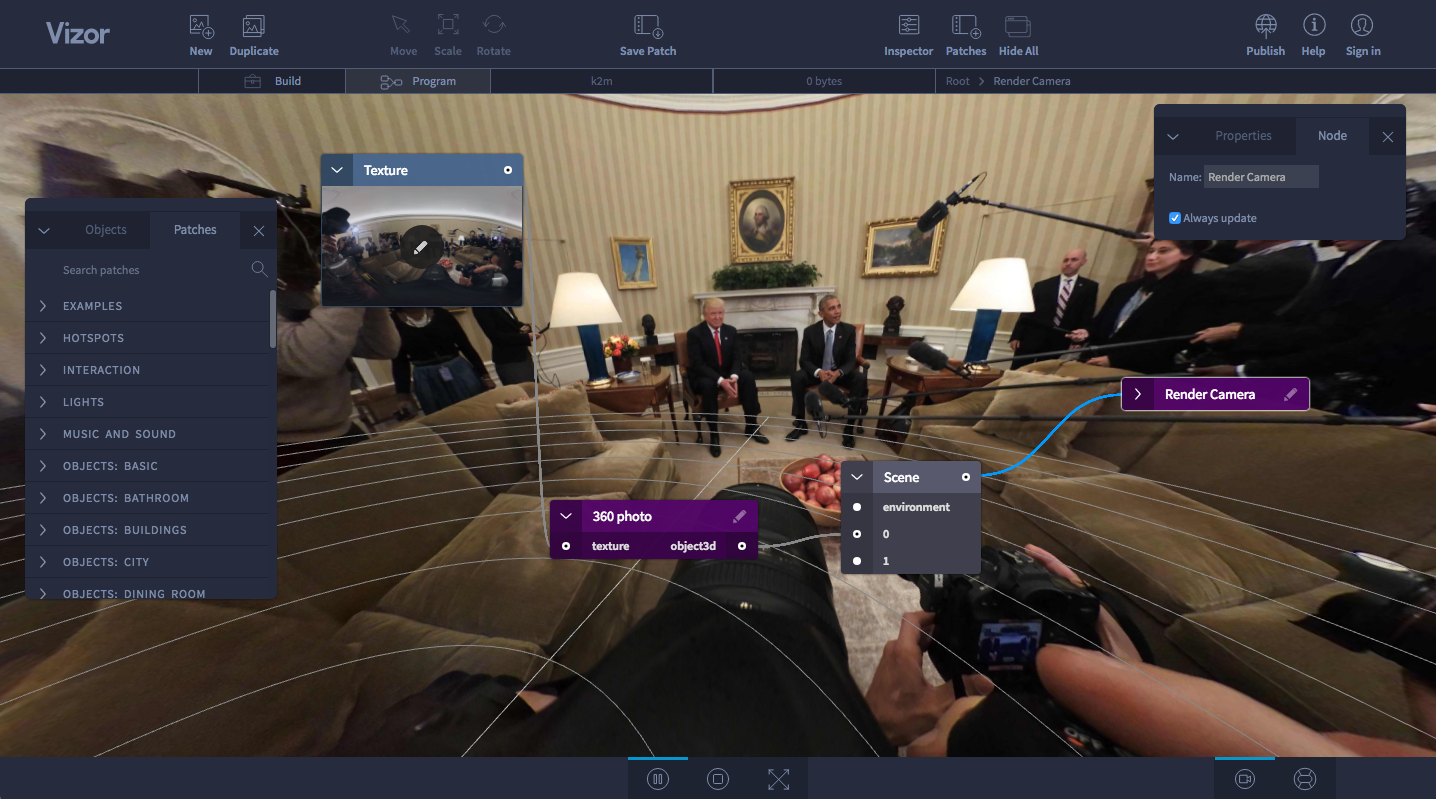 Vizor
New
Duplicate
Move
Scale
Rotate
Save Patch
Inspector
Patches
Hide All
Publish
Help
Sign in
Build
Program
k2m
0 bytes
Root > Render Camera
Properties
Node
Name: Render Camera
Always update
Texture
Objects
Patches
Search patches
EXAMPLES
HOTSPOTS
INTERACTION
LIGHTS
MUSIC AND SOUND
OBJECTS: BASIC
OBJECTS: BATHROOM
OBJECTS: BUILDINGS
OBJECTS: CITY
OBJECTS: DINING ROOM
Render Camera
Scene
environment
0
1
360 photo
texture object3d